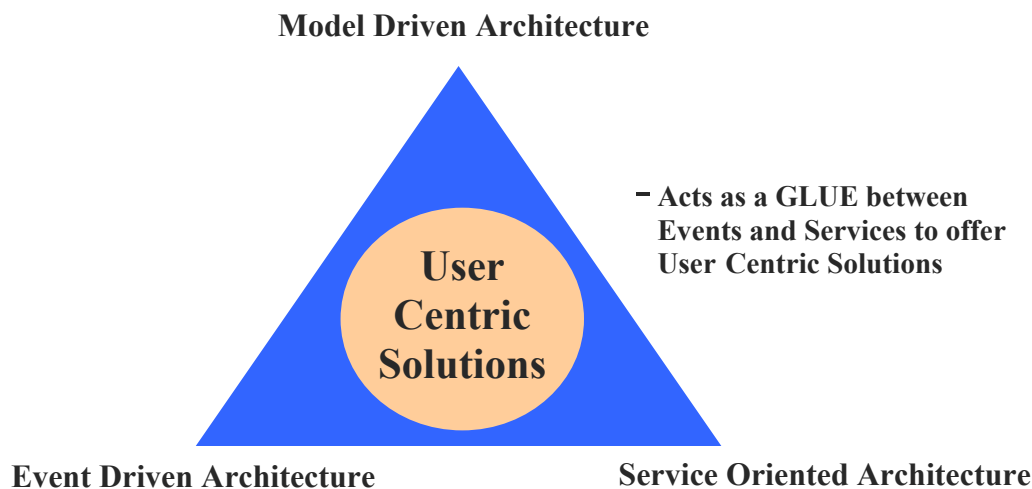 Model Driven Architecture
- Acts as a GLUE between
Events and Services to offer
User Centric Solutions
User
Centric
Solutions
Event Driven Architecture
Service Oriented Architecture